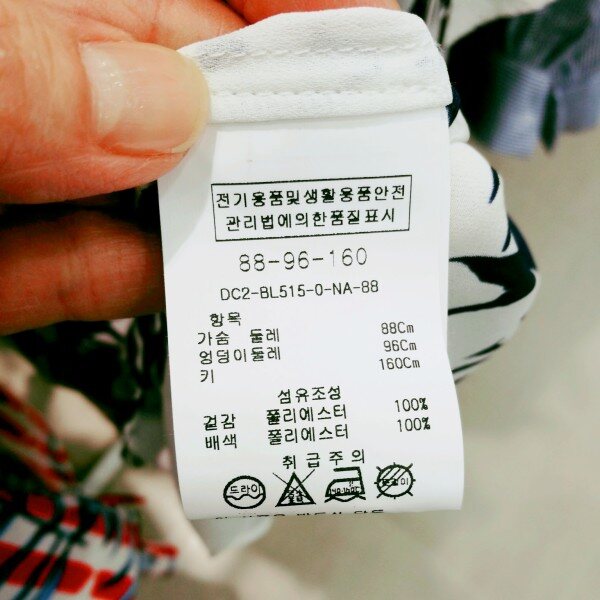 전기용품및생활용품안전
관리법에의한품질표시
88-96-160
DC2-BL515-0-NA-88
항목
가슴 둘레 88Cm
엉덩이둘레 96Cm
키 160Cm
섬유조성
겉감 폴리에스터 100%
배색 폴리에스터 100%
취급주의
드라이